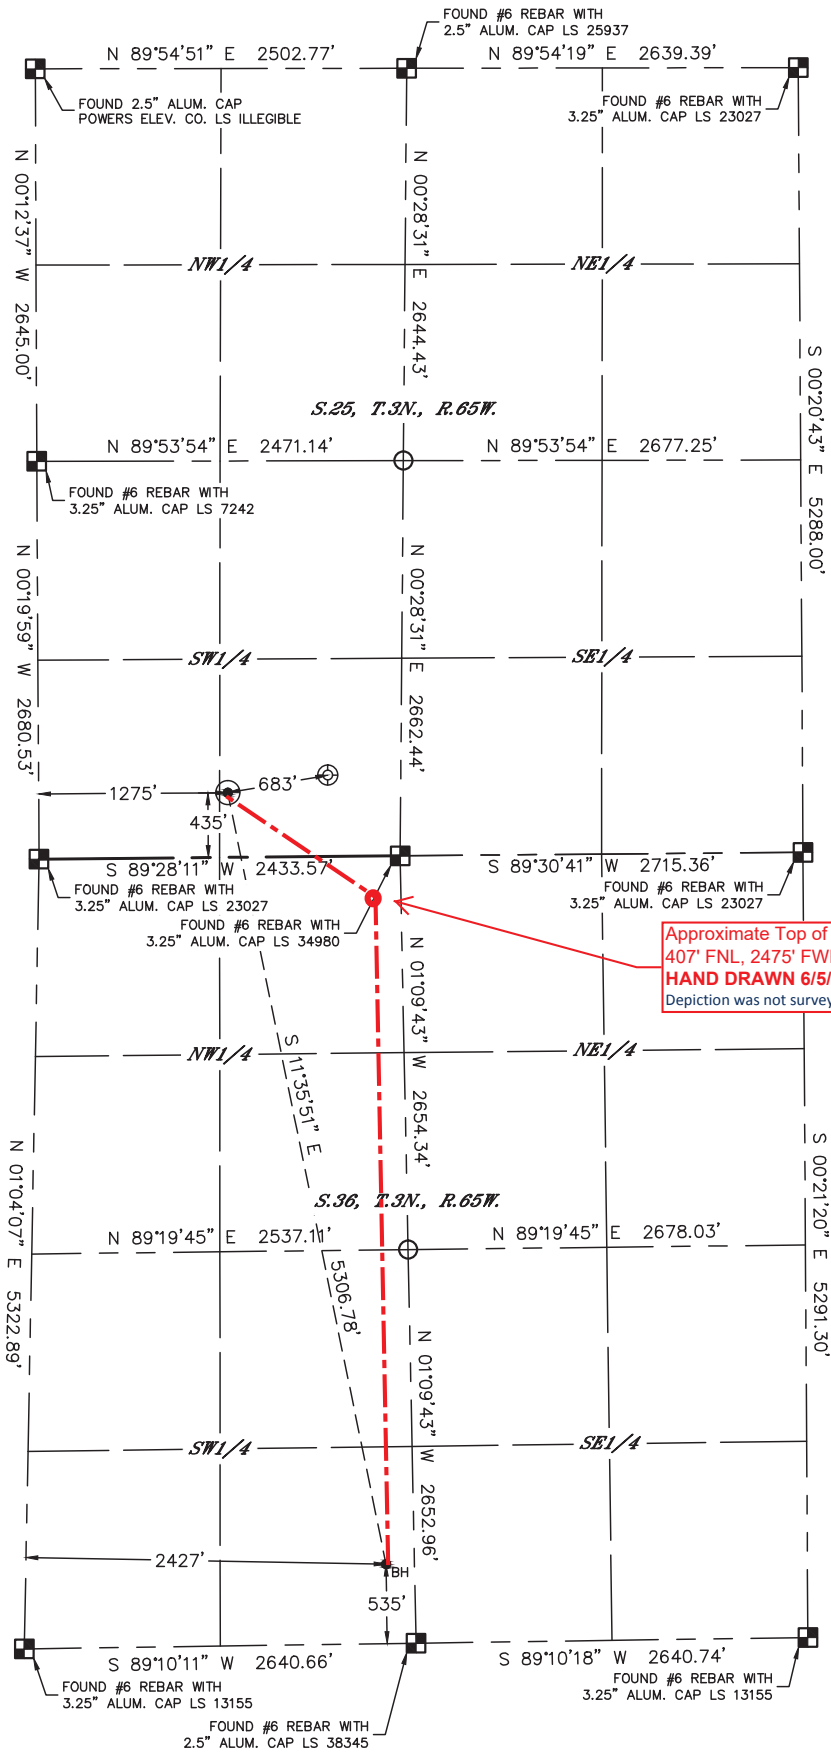 FOUND #6 REBAR WITH
2.5" ALUM. CAP LS 25937
N 89°54'51" E 2502.77'
N 89°54'19" E 2639.39'
FOUND 2.5" ALUM. CAP
POWERS ELEV. CO. LS ILLEGIBLE
FOUND #6 REBAR WITH
3.25" ALUM. CAP LS 23027
N 00°12'37" W 2645.00'
N 00°28'31" E 2644.43'
NW1/4
NE1/4
S 00°20'43" E 5288.00'
S.25, T.3N., R.65W.
N 89°53'54" E 2471.14'
N 89°53'54" E 2677.25'
FOUND #6 REBAR WITH
3.25" ALUM. CAP LS 7242
N 00°19'59" W 2680.53'
N 00°28'31" E 2662.44'
SW1/4
SE1/4
1275'
683'
435'
S 89°28'11" W 2433.57'
S 89°30'41" W 2715.36'
FOUND #6 REBAR WITH
3.25" ALUM. CAP LS 23027
FOUND #6 REBAR WITH
3.25" ALUM. CAP LS 23027
FOUND #6 REBAR WITH
3.25" ALUM. CAP LS 34980
Approximate Top of
407' FNL, 2475' FW
HAND DRAWN 6/5/
Depiction was not survey
N 01°09'43" W 2654.34'
S 11°35'51" E 5306.78'
NW1/4
NE1/4
N 01°04'07" E 5322.89'
S 00°21'20" E 5291.30'
S.36, T.3N., R.65W.
N 89°19'45" E 2537.11'
N 89°19'45" E 2678.03'
N 01°09'43" W 2652.96'
SW1/4
SE1/4
2427'
BH
535'
S 89°10'11" W 2640.66'
S 89°10'18" W 2640.74'
FOUND #6 REBAR WITH
3.25" ALUM. CAP LS 13155
FOUND #6 REBAR WITH
3.25" ALUM. CAP LS 13155
FOUND #6 REBAR WITH
2.5" ALUM. CAP LS 38345